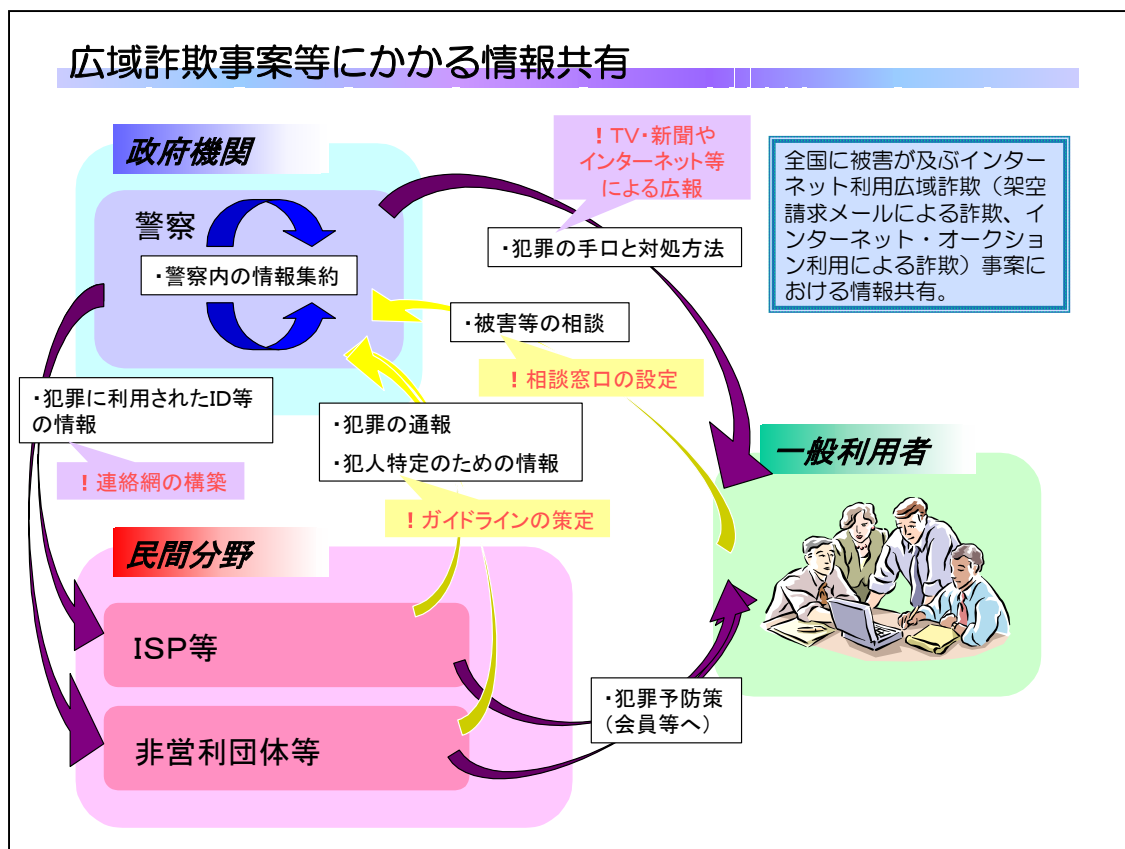 広域詐欺事案等にかかる情報共有
政府機関
警察
・警察内の情報集約
！TV・新聞や
インターネット等
による広報
・犯罪の手口と対処方法
全国に被害が及ぶインター
ネット利用広域詐欺（架空
請求メールによる詐欺、イ
ンターネット・オークショ
ン利用による詐欺）事案に
おける情報共有。
・被害等の相談
！相談窓口の設定
・犯罪に利用されたID等
の情報
！連絡網の構築
・犯罪の通報
・犯人特定のための情報
！ガイドラインの策定
一般利用者
民間分野
ISP等
非営利団体等
・犯罪予防策
（会員等へ）